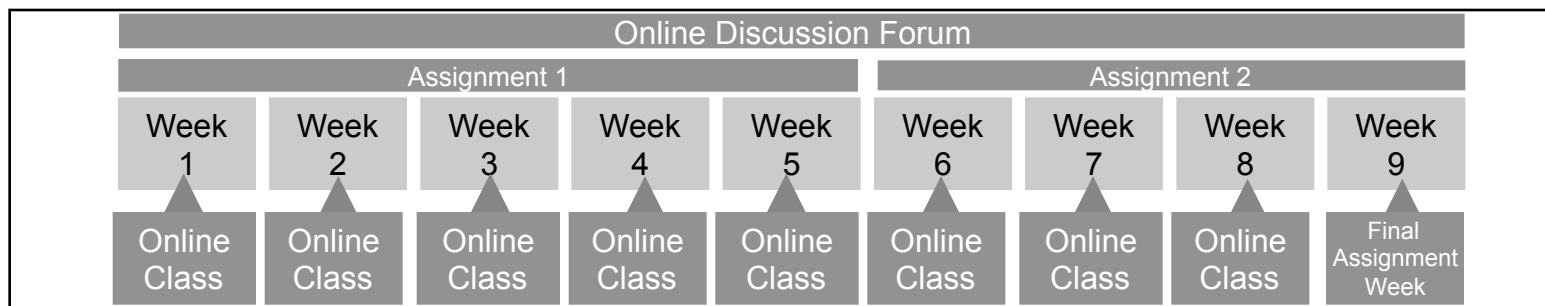 Online Discussion Forum
Assignment 1
Assignment 2
Week
1
Week
2
Week
3
Week
4
Week
5
Week
6
Week
7
Week
8
Week
9
Online
Class
Online
Class
Online
Class
Online
Class
Online
Class
Online
Class
Online
Class
Online
Class
Final
Assignment
Week